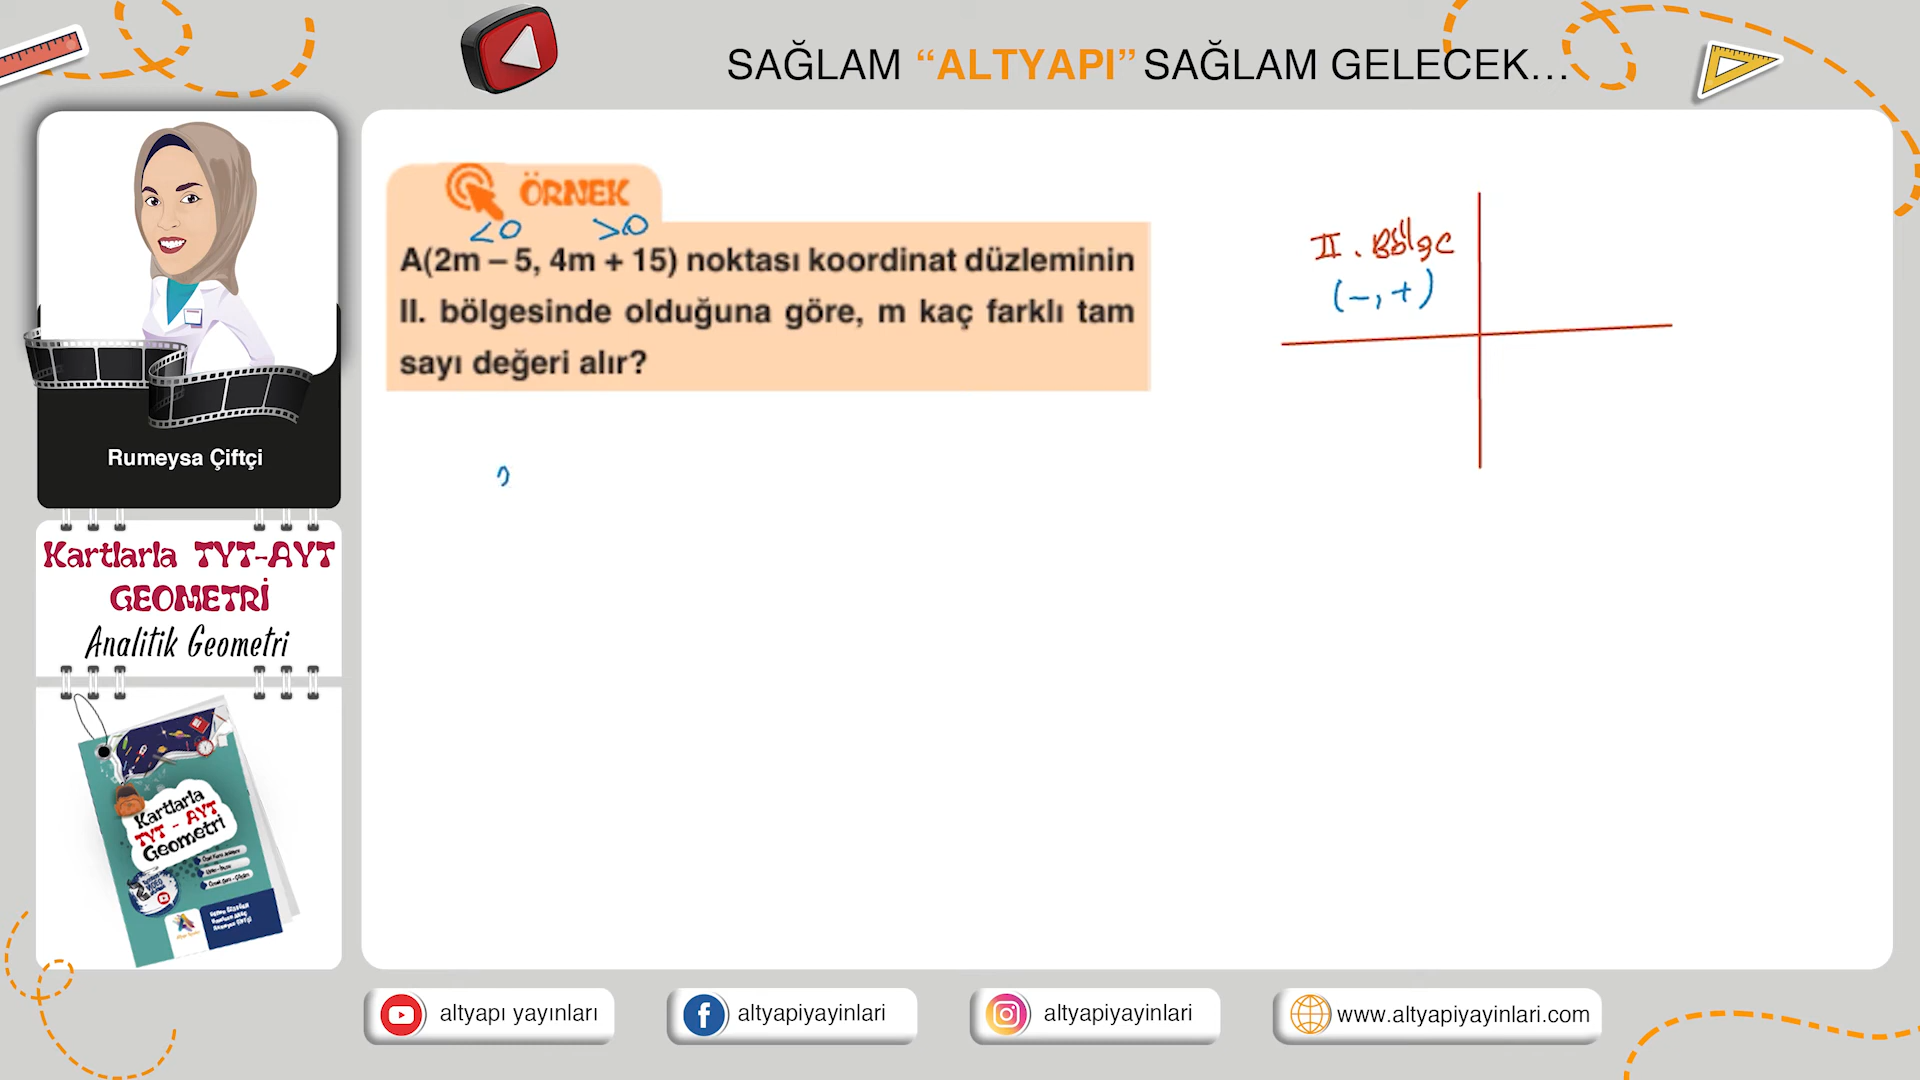 SAĞLAM “ALTYAPI” SAĞLAM GELECEK...
ÖRNEK
<0 >0
A(2m – 5, 4m + 15) noktası koordinat düzleminin
II. bölgesinde olduğuna göre, m kaç farklı tam
sayı değeri alır?
II. Bölge
(-, +)
Rumeysa Çiftçi
Kartlarla TYT-AYT
GEOMETRİ
Analitik Geometri
Kartlarla
TYT - AYT
Geometri
altyapı yayınları
altyapiyayinlari
altyapiyayinlari
www.altyapiyayinlari.com